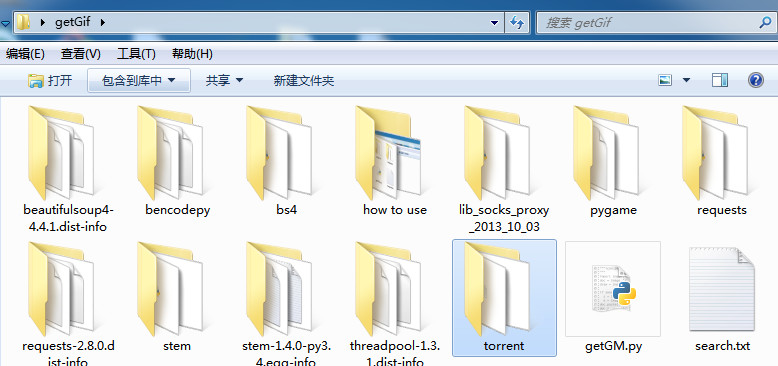 getGif
搜索 getGif
编辑(E) 查看(V) 工具(T) 帮助(H)
打开 包含到库中 共享 新建文件夹
beautifulsoup4-
4.4.1.dist-info
bencodepy
bs4
how to use
lib_socks_proxy
_2013_10_03
pygame
requests
requests-2.8.0.d
ist-info
stem
stem-1.4.0-py3.
4.egg-info
threadpool-1.3.
1.dist-info
torrent
getGM.py
search.txt